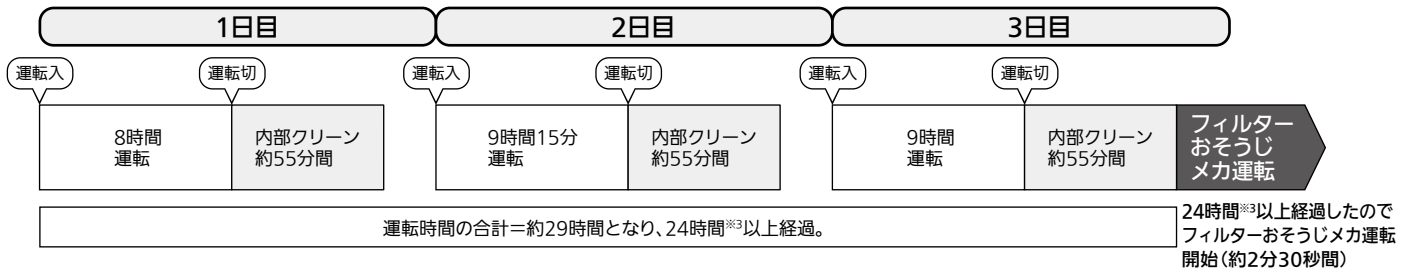 1日目
2日目
3日目
運転入
運転切
運転入
運転切
運転入
運転切
8時間
運転
内部クリーン
約55分間
9時間15分
運転
内部クリーン
約55分間
9時間
運転
内部クリーン
約55分間
フィルター
おそうじ
メカ運転
運転時間の合計＝約29時間となり、24時間※3以上経過。
24時間※3以上経過したので
フィルターおそうじメカ運転
開始（約2分30秒間）